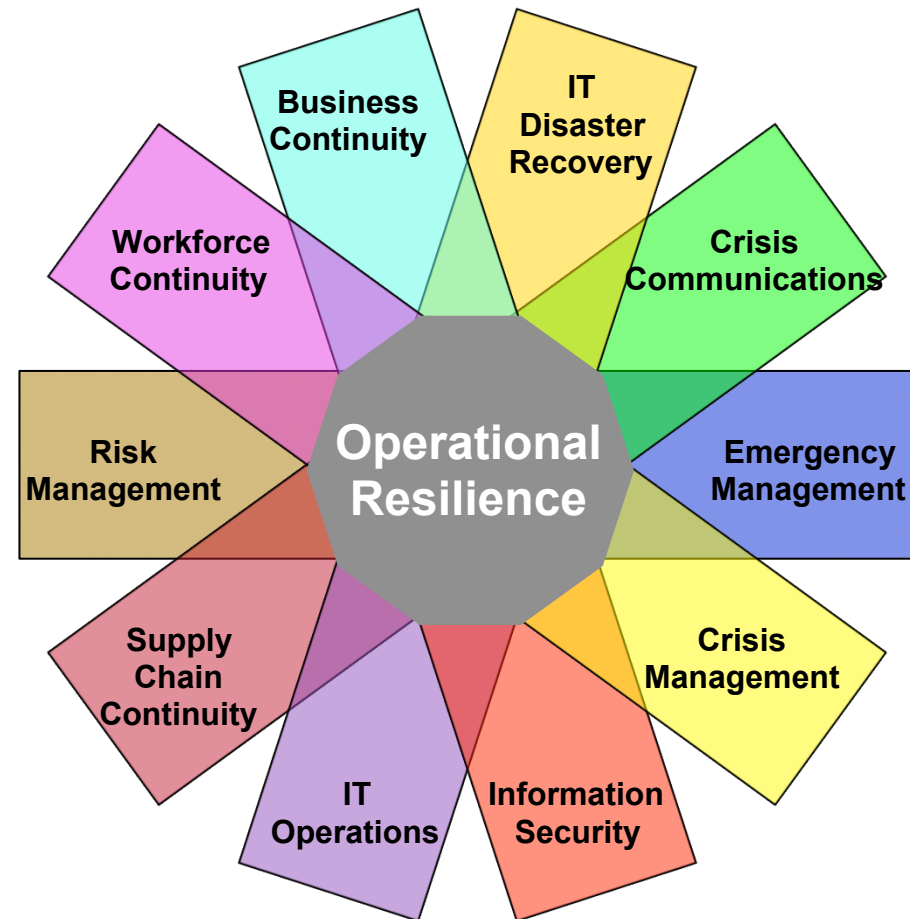 Business
Continuity
IT
Disaster
Recovery
Crisis
Communications
Emergency
Management
Crisis
Management
Information
Security
IT
Operations
Supply
Chain
Continuity
Risk
Management
Workforce
Continuity
Operational
Resilience